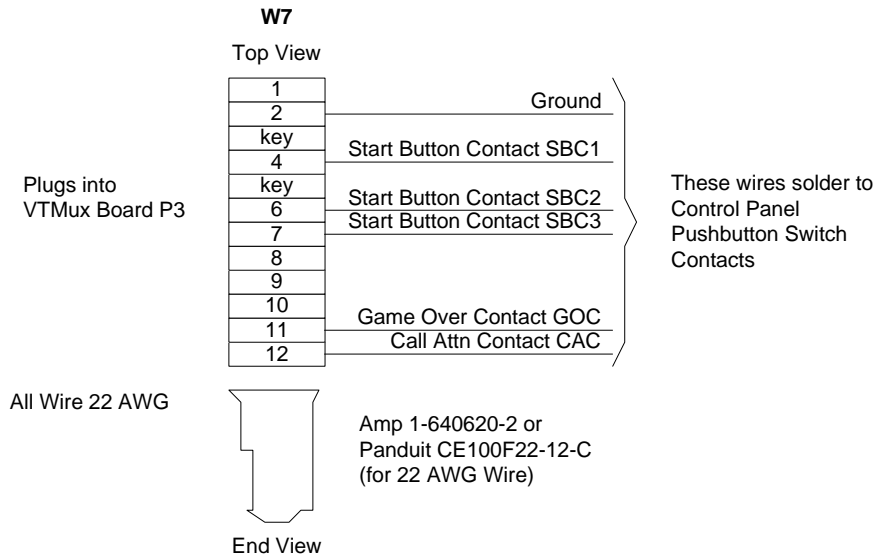 W7
Top View
1
Ground
2
key
Start Button Contact SBC1
4
key
Start Button Contact SBC2
6
Start Button Contact SBC3
7
8
9
10
Game Over Contact GOC
11
Call Attn Contact CAC
12
Plugs into
VTMux Board P3
These wires solder to
Control Panel
Pushbutton Switch
Contacts
All Wire 22 AWG
Amp 1-640620-2 or
Panduit CE100F22-12-C
(for 22 AWG Wire)
End View